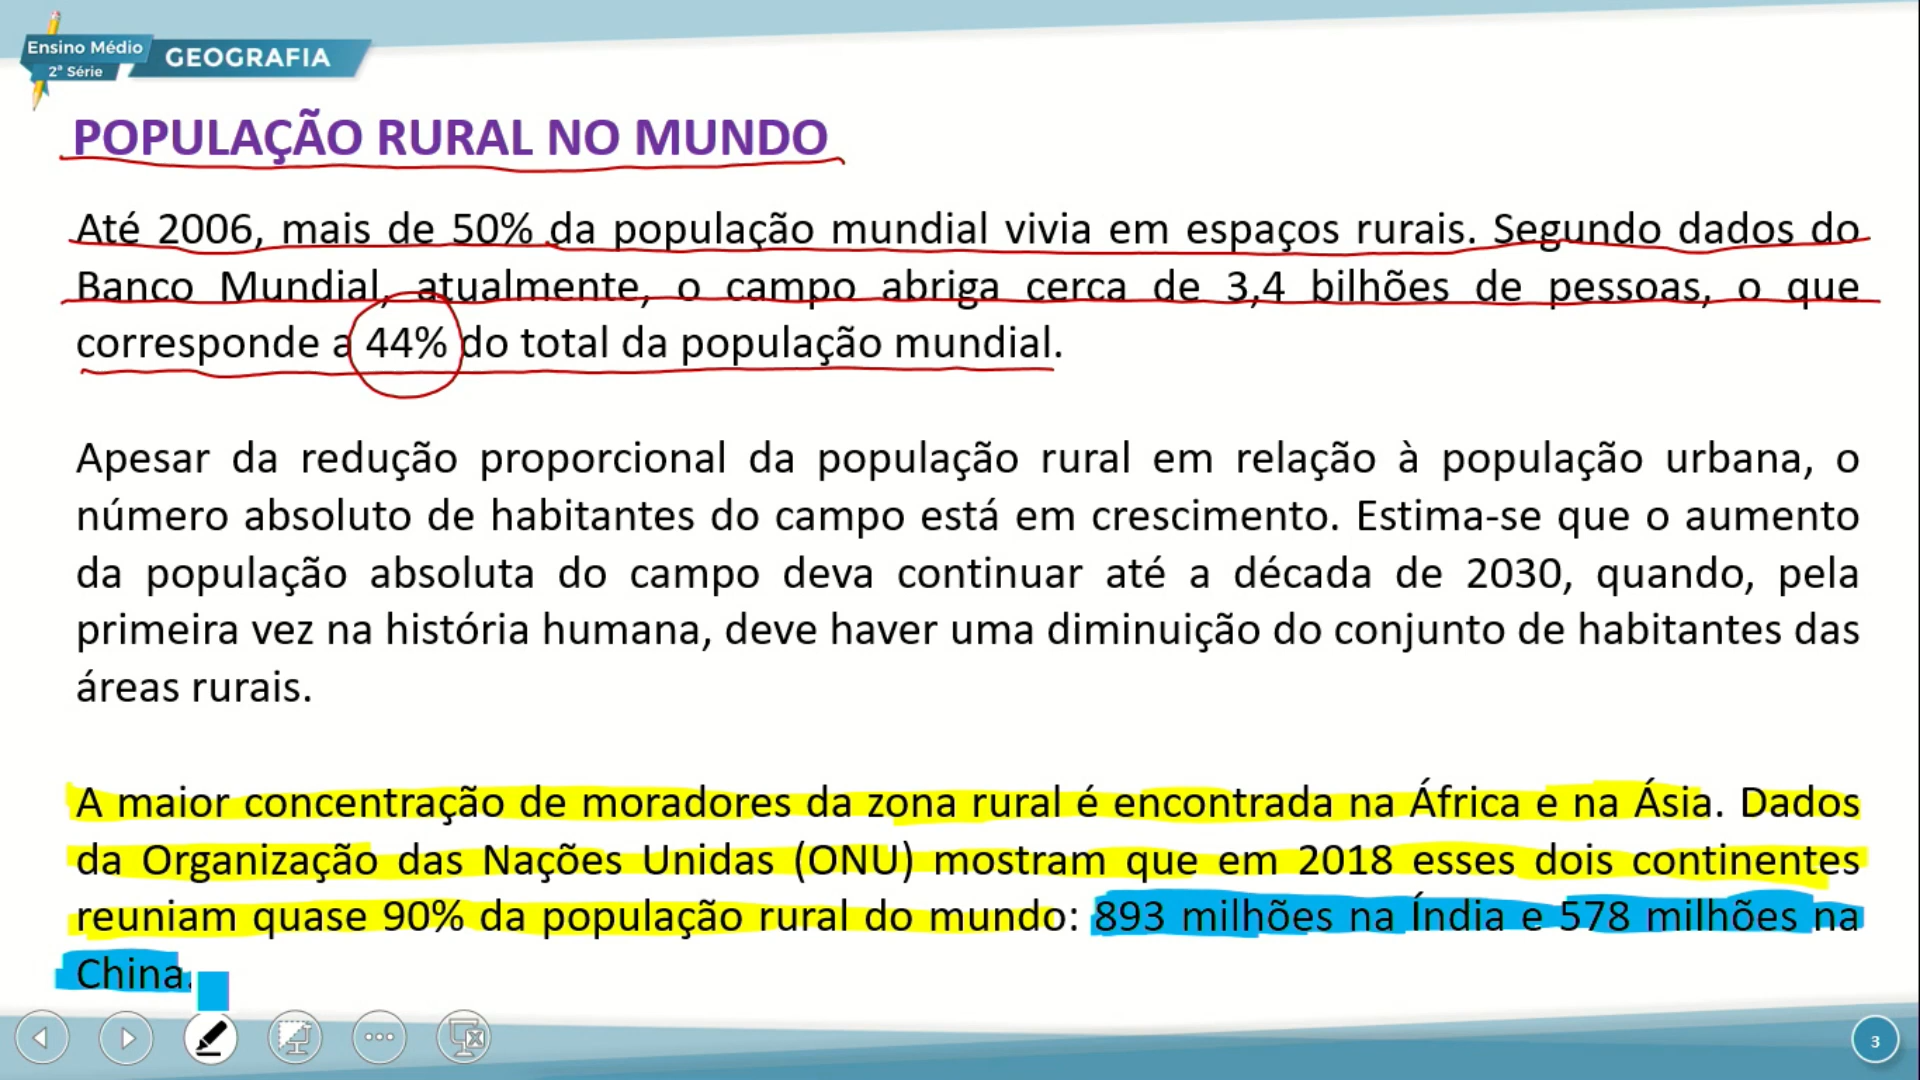 Ensino Médio
2ª Série
GEOGRAFIA
POPULAÇÃO RURAL NO MUNDO
Até 2006, mais de 50% da população mundial vivia em espaços rurais. Segundo dados do
Banco Mundial, atualmente, o campo abriga cerca de 3,4 bilhões de pessoas, o que
corresponde a 44% do total da população mundial.
Apesar da redução proporcional da população rural em relação à população urbana, o
número absoluto de habitantes do campo está em crescimento. Estima-se que o aumento
da população absoluta do campo deva continuar até a década de 2030, quando, pela
primeira vez na história humana, deve haver uma diminuição do conjunto de habitantes das
áreas rurais.
A maior concentração de moradores da zona rural é encontrada na África e na Ásia. Dados
da Organização das Nações Unidas (ONU) mostram que em 2018 esses dois continentes
reuniam quase 90% da população rural do mundo: 893 milhões na Índia e 578 milhões na
China.
3